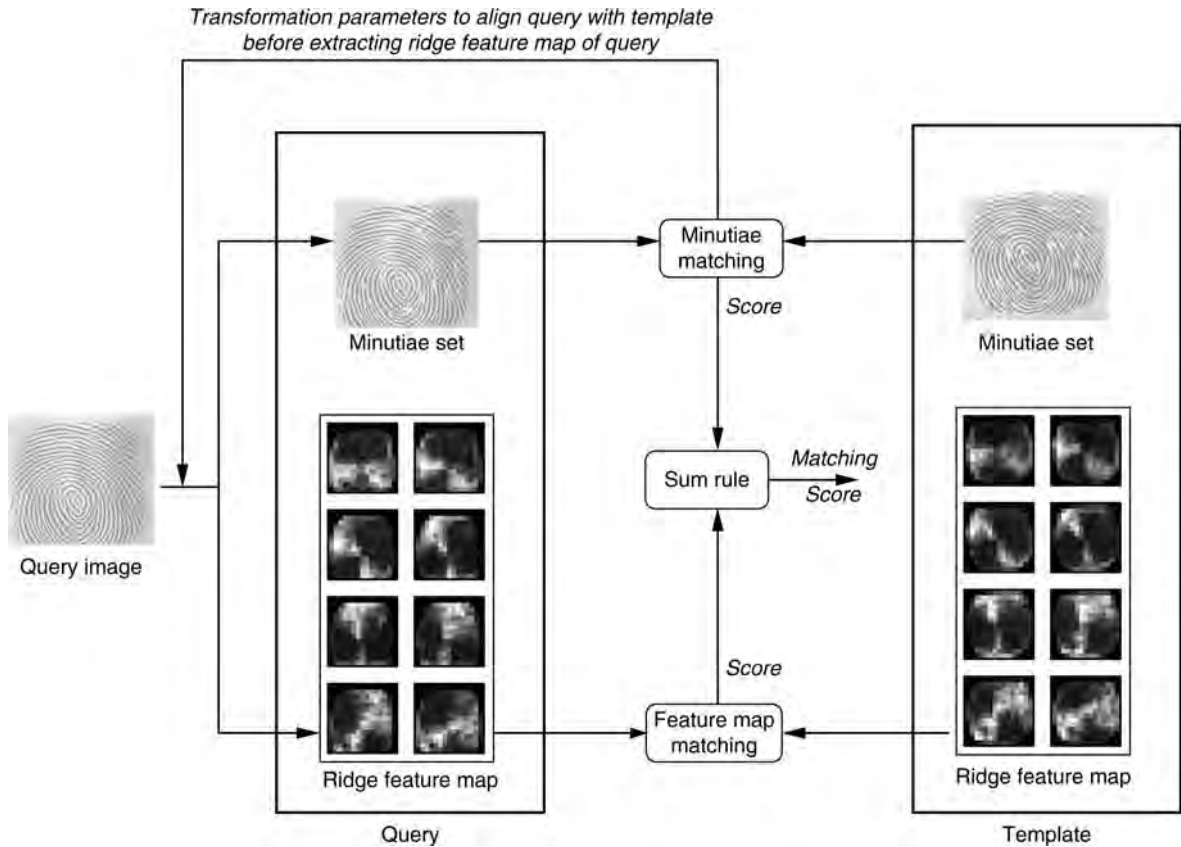 Transformation parameters to align query with template
before extracting ridge feature map of query
Minutiae
matching
Score
Minutiae set
Minutiae set
Query image
Sum rule
Matching
Score
Score
Feature map
matching
Ridge feature map
Ridge feature map
Query
Template